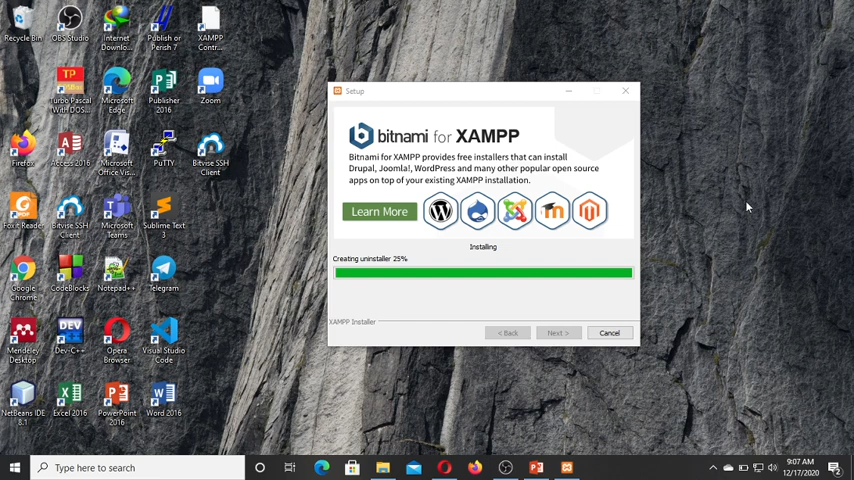 Recycle Bin
OBS Studio
Internet
Downlo...
Publish or
Perish 7
XAMPP
Contr...
TP
Turbo Pascal
With DOS...
Microsoft
Edge
Publisher
2016
Zoom
Firefox
Access 2016
Microsoft
Office Vis...
PuTTY
Bitvise SSH
Client
Foxit Reader
Bitvise SSH
Client
Microsoft
Teams
Sublime Text
3
Google
Chrome
CodeBlocks
Notepad++
Telegram
DEV
Mendeley
Desktop
Dev-C++
Opera
Browser
Visual Studio
Code
NetBeans IDE
8.1
Excel 2016
PowerPoint
2016
Word 2016
Setup
bitnami for XAMPP
Bitnami for XAMPP provides free installers that can install
Drupal, Joomla!, WordPress and many other popular open source
apps on top of your existing XAMPP installation.
Learn More
Installing
Creating uninstaller 25%
XAMPP Installer
< Back
Next >
Cancel
Type here to search
9:07 AM
12/17/2020
2